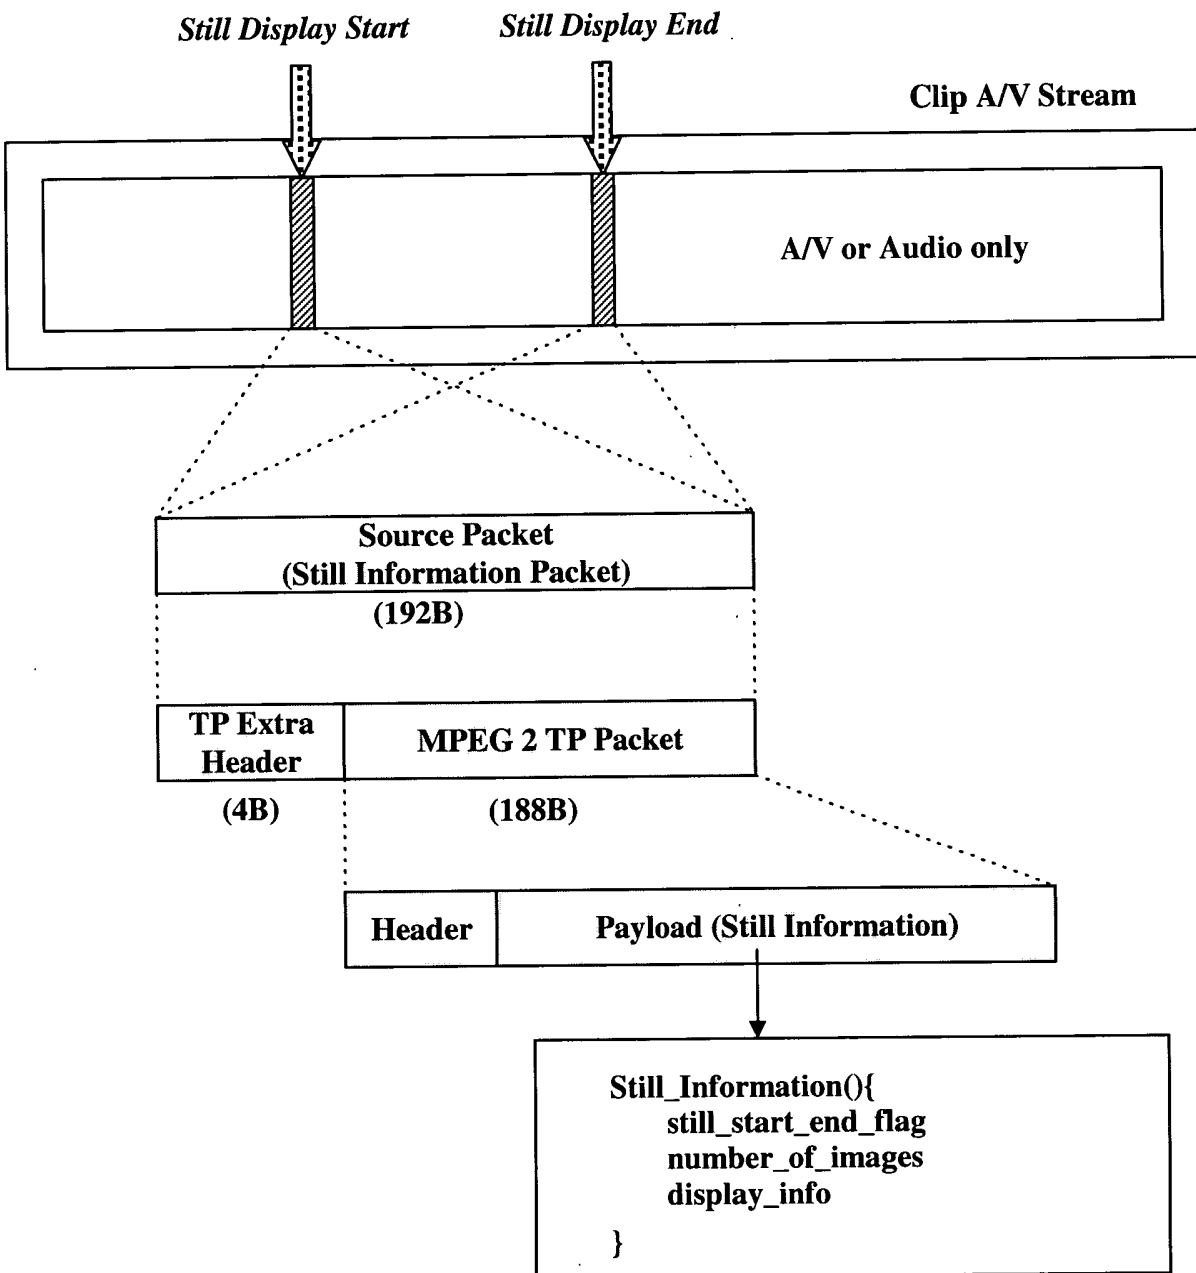 Still Display Start
Still Display End
Clip A/V Stream
A/V or Audio only
Source Packet
(Still Information Packet)
(192B)
TP Extra
Header
MPEG 2 TP Packet
(4B)
(188B)
Header
Payload (Still Information)
Still_Information(){
still_start_end_flag
number_of_images
display_info
}